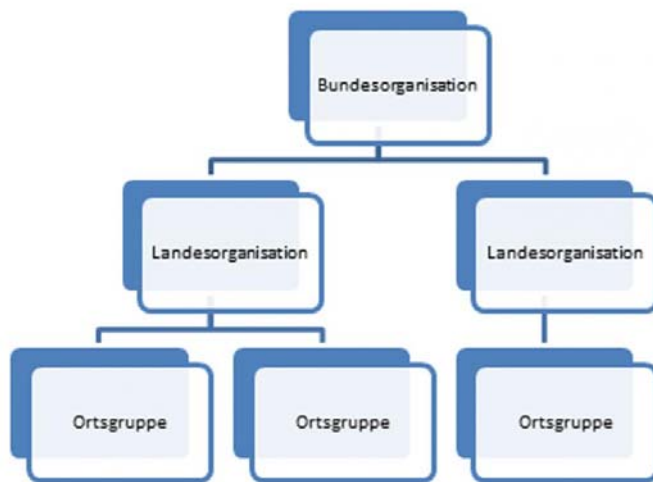 Bundesorganisation
Landesorganisation
Landesorganisation
Ortsgruppe
Ortsgruppe
Ortsgruppe